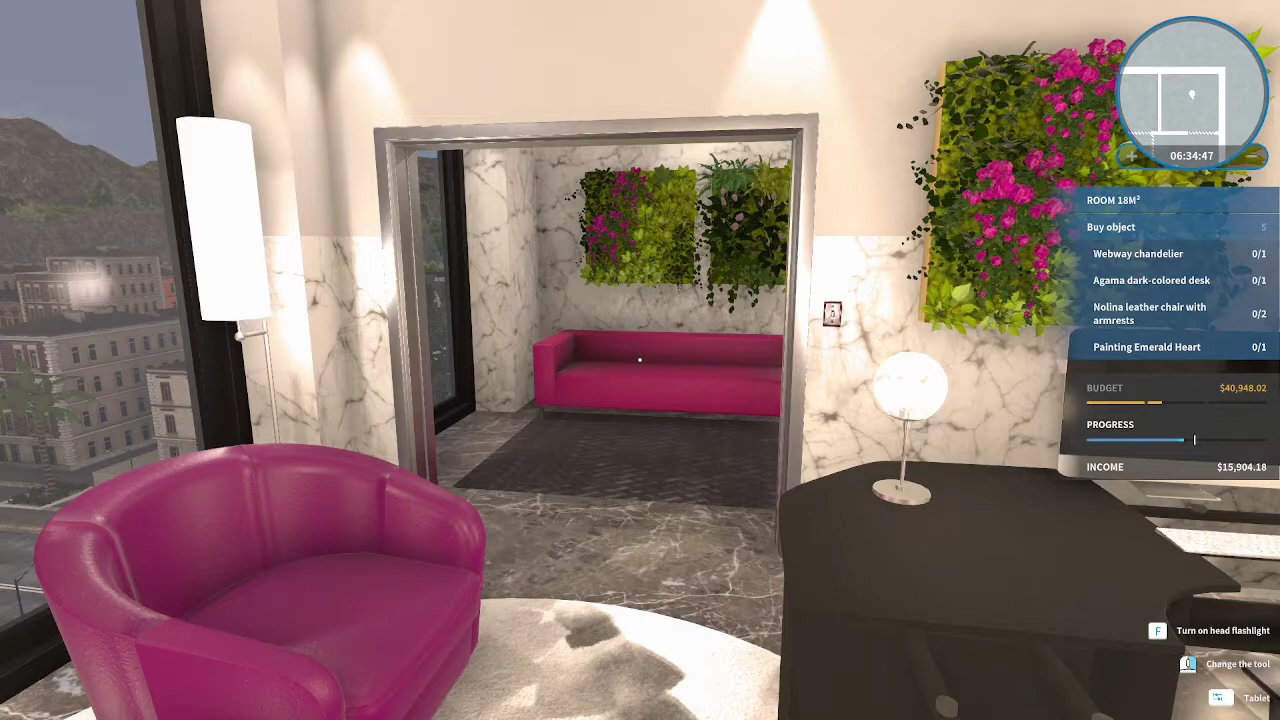 06:34:47
ROOM 18M²
Buy object 5
Webway chandelier 0/1
Agama dark-colored desk 0/1
Nolina leather chair with
armrests 0/2
Painting Emerald Heart 0/1
BUDGET $40,948.02
PROGRESS
INCOME $15,904.18
F Turn on head flashlight
Change the tool
Tablet